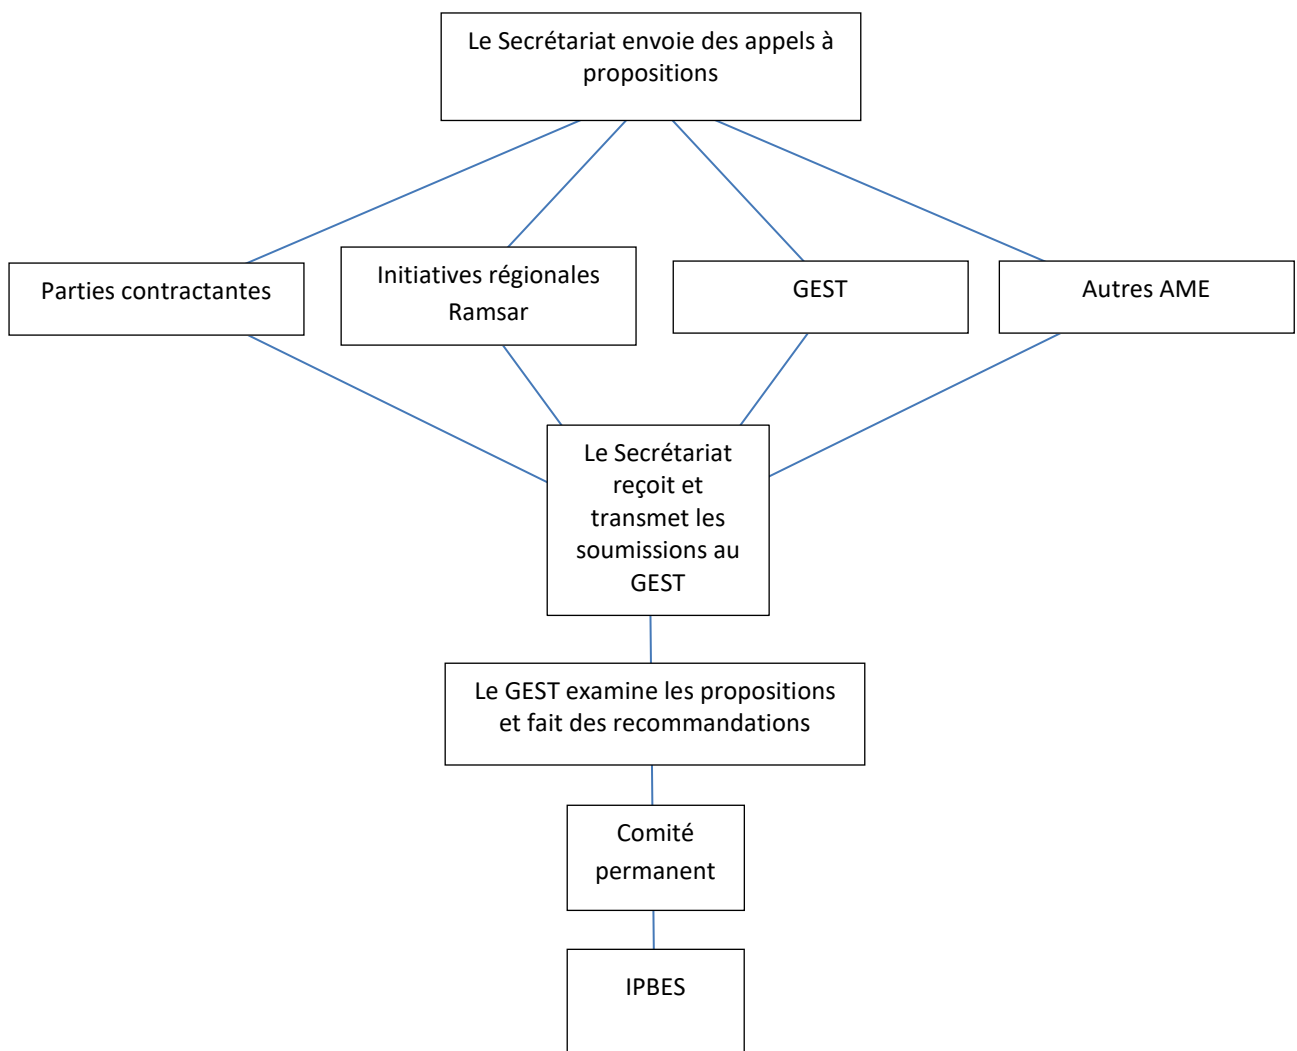 Le Secrétariat envoie des appels à
propositions
Parties contractantes
Initiatives régionales
Ramsar
GEST
Autres AME
Le Secrétariat
reçoit et
transmet les
soumissions au
GEST
Le GEST examine les propositions
et fait des recommandations
Comité
permanent
IPBES